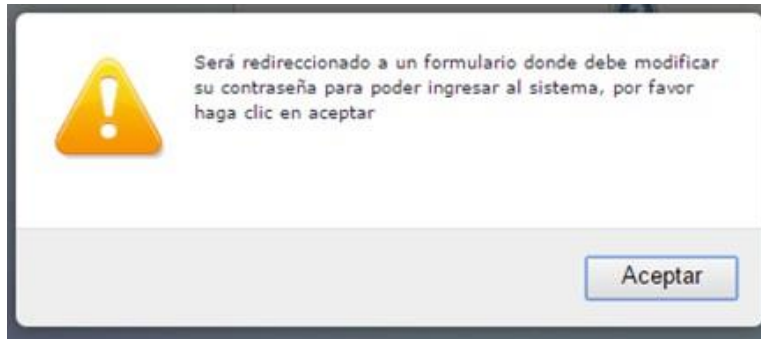 Será redireccionado a un formulario donde debe modificar
su contraseña para poder ingresar al sistema, por favor
haga clic en aceptar
Aceptar